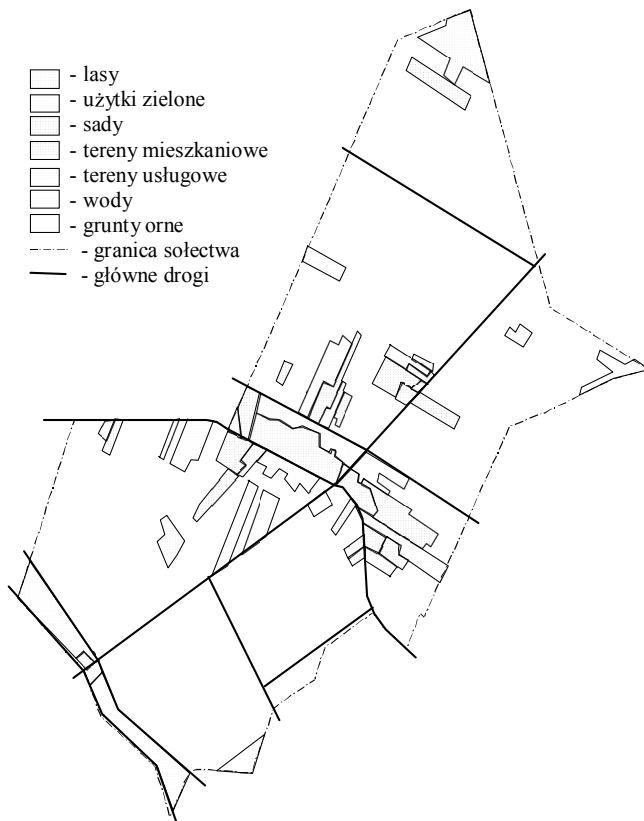 - lasy
- użytki zielone
- sady
- tereny mieszkaniowe
- tereny usługowe
- wody
- grunty orne
- granica sołectwa
- główne drogi